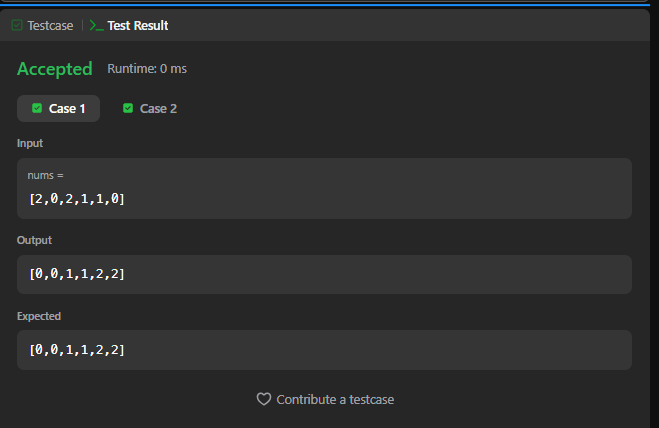 Testcase | Test Result
Accepted Runtime: 0 ms
Case 1 Case 2
Input
nums =
[2,0,2,1,1,0]
Output
[0,0,1,1,2,2]
Expected
[0,0,1,1,2,2]
Contribute a testcase